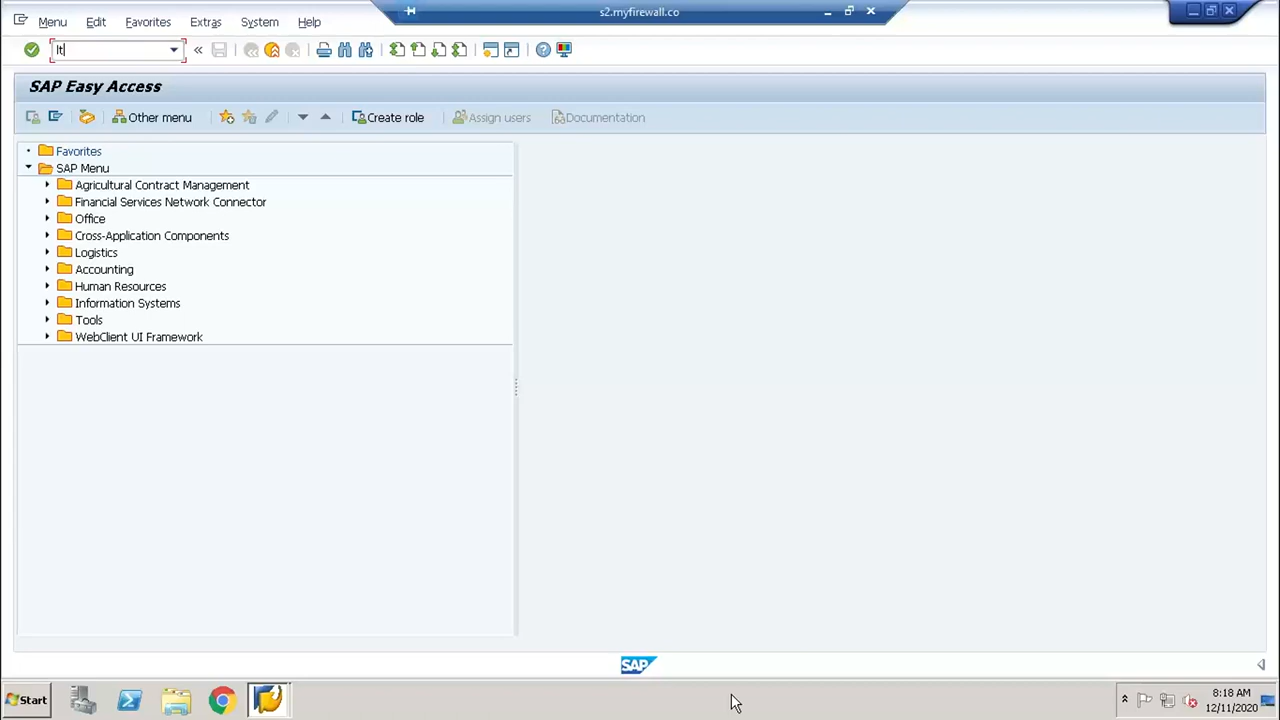 s2.myfirewall.co
Menu Edit Favorites Extras System Help
lt
SAP Easy Access
Other menu Create role Assign users Documentation
Favorites
SAP Menu
Agricultural Contract Management
Financial Services Network Connector
Office
Cross-Application Components
Logistics
Accounting
Human Resources
Information Systems
Tools
WebClient UI Framework
SAP
Start
8:18 AM
12/11/2020